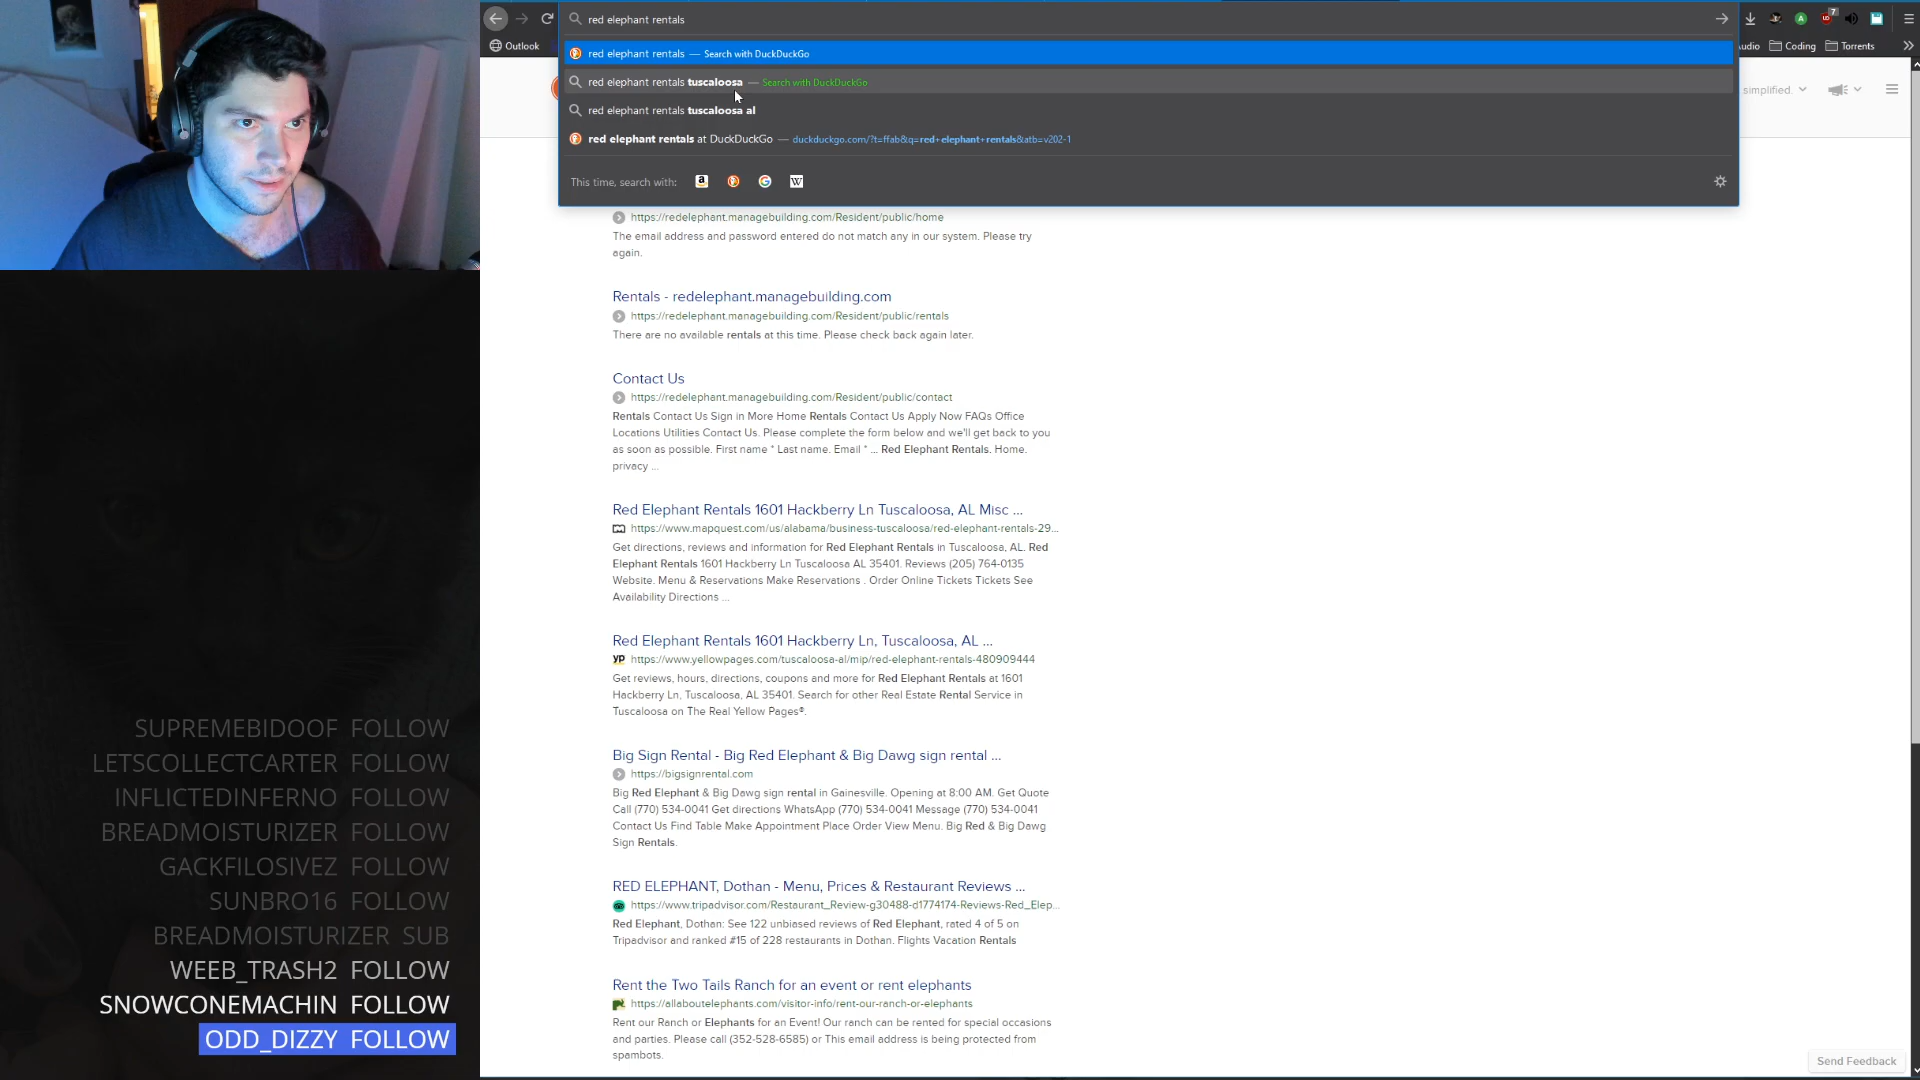 red elephant rentals
7
Outlook
Audio
Coding
Torrents
red elephant rentals — Search with DuckDuckGo
red elephant rentals tuscaloosa — Search with DuckDuckGo
red elephant rentals tuscaloosa al
red elephant rentals at DuckDuckGo — duckduckgo.com/?t=ffab&q=red+elephant+rentals&atb=v202-1
This time, search with:
simplified.
https://redelephant.managebuilding.com/Resident/public/home
The email address and password entered do not match any in our system. Please try
again.
Rentals - redelephant.managebuilding.com
https://redelephant.managebuilding.com/Resident/public/rentals
There are no available rentals at this time. Please check back again later.
Contact Us
https://redelephant.managebuilding.com/Resident/public/contact
Rentals Contact Us Sign in More Home Rentals Contact Us Apply Now FAQs Office
Locations Utilities Contact Us. Please complete the form below and we'll get back to you
as soon as possible. First name * Last name. Email * ... Red Elephant Rentals. Home.
privacy ...
Red Elephant Rentals 1601 Hackberry Ln Tuscaloosa, AL Misc ...
https://www.mapquest.com/us/alabama/business-tuscaloosa/red-elephant-rentals-29...
Get directions, reviews and information for Red Elephant Rentals in Tuscaloosa, AL. Red
Elephant Rentals 1601 Hackberry Ln Tuscaloosa AL 35401. Reviews (205) 764-0135
Website. Menu & Reservations Make Reservations . Order Online Tickets Tickets See
Availability Directions ...
Red Elephant Rentals 1601 Hackberry Ln, Tuscaloosa, AL ...
yp https://www.yellowpages.com/tuscaloosa-al/mip/red-elephant-rentals-480909444
Get reviews, hours, directions, coupons and more for Red Elephant Rentals at 1601
Hackberry Ln, Tuscaloosa, AL 35401. Search for other Real Estate Rental Service in
Tuscaloosa on The Real Yellow Pages®.
Big Sign Rental - Big Red Elephant & Big Dawg sign rental ...
https://bigsignrental.com
Big Red Elephant & Big Dawg sign rental in Gainesville. Opening at 8:00 AM. Get Quote
Call (770) 534-0041 Get directions WhatsApp (770) 534-0041 Message (770) 534-0041
Contact Us Find Table Make Appointment Place Order View Menu. Big Red & Big Dawg
Sign Rentals.
RED ELEPHANT, Dothan - Menu, Prices & Restaurant Reviews ...
https://www.tripadvisor.com/Restaurant_Review-g30488-d1774174-Reviews-Red_Elep...
Red Elephant, Dothan: See 122 unbiased reviews of Red Elephant, rated 4 of 5 on
Tripadvisor and ranked #15 of 228 restaurants in Dothan. Flights Vacation Rentals
Rent the Two Tails Ranch for an event or rent elephants
https://allaboutelephants.com/visitor-info/rent-our-ranch-or-elephants
Rent our Ranch or Elephants for an Event! Our ranch can be rented for special occasions
and parties. Please call (352-528-6585) or This email address is being protected from
spambots.
Send Feedback
SUPREMEBIDOOF FOLLOW
LETSCOLLECTCARTER FOLLOW
INFLICTEDINFERNO FOLLOW
BREADMOISTURIZER FOLLOW
GACKFILOSIVEZ FOLLOW
SUNBRO16 FOLLOW
BREADMOISTURIZER SUB
WEEB_TRASH2 FOLLOW
SNOWCONEMACHIN FOLLOW
ODD_DIZZY FOLLOW